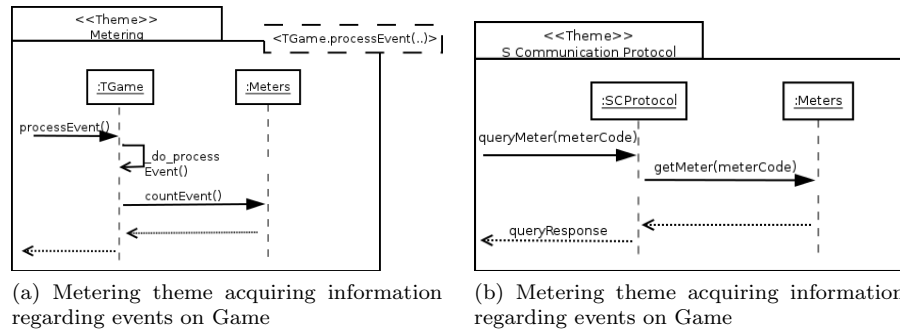 <<Theme>>
Metering
<TGame.processEvent(..)>
:TGame
:Meters
processEvent()
_do_process
Event()
countEvent()
(a) Metering theme acquiring information
regarding events on Game
<<Theme>>
S Communication Protocol
:SCProtocol
:Meters
queryMeter(meterCode)
getMeter(meterCode)
queryResponse
(b) Metering theme acquiring information
regarding events on Game